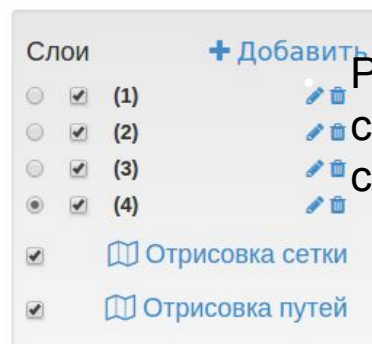 Слои + Добавить
(1)
(2)
(3)
(4)
Отрисовка сетки
Отрисовка путей